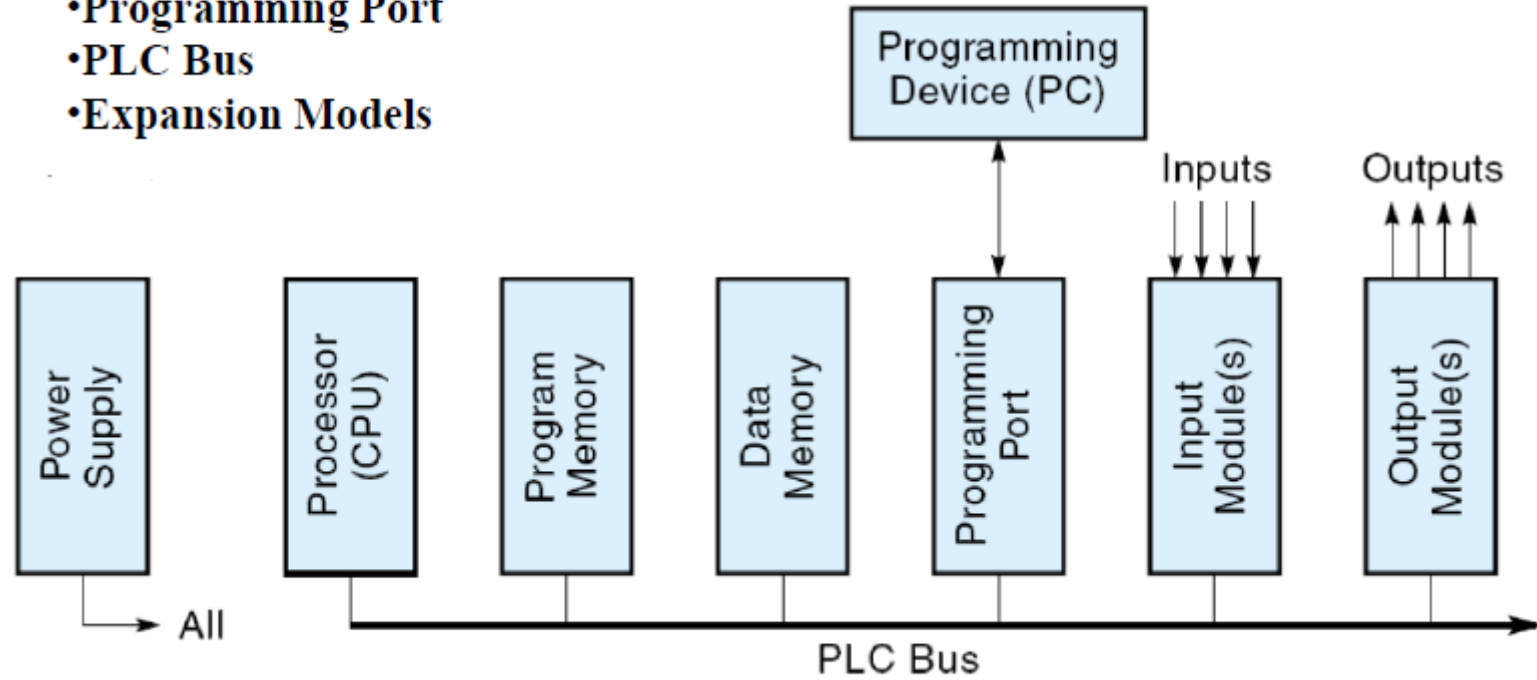 •Programming Port
•PLC Bus
•Expansion Models
Programming
Device (PC)
Inputs
Outputs
Power
Supply
Processor
(CPU)
Program
Memory
Data
Memory
Programming
Port
Input
Module(s)
Output
Module(s)
All
PLC Bus